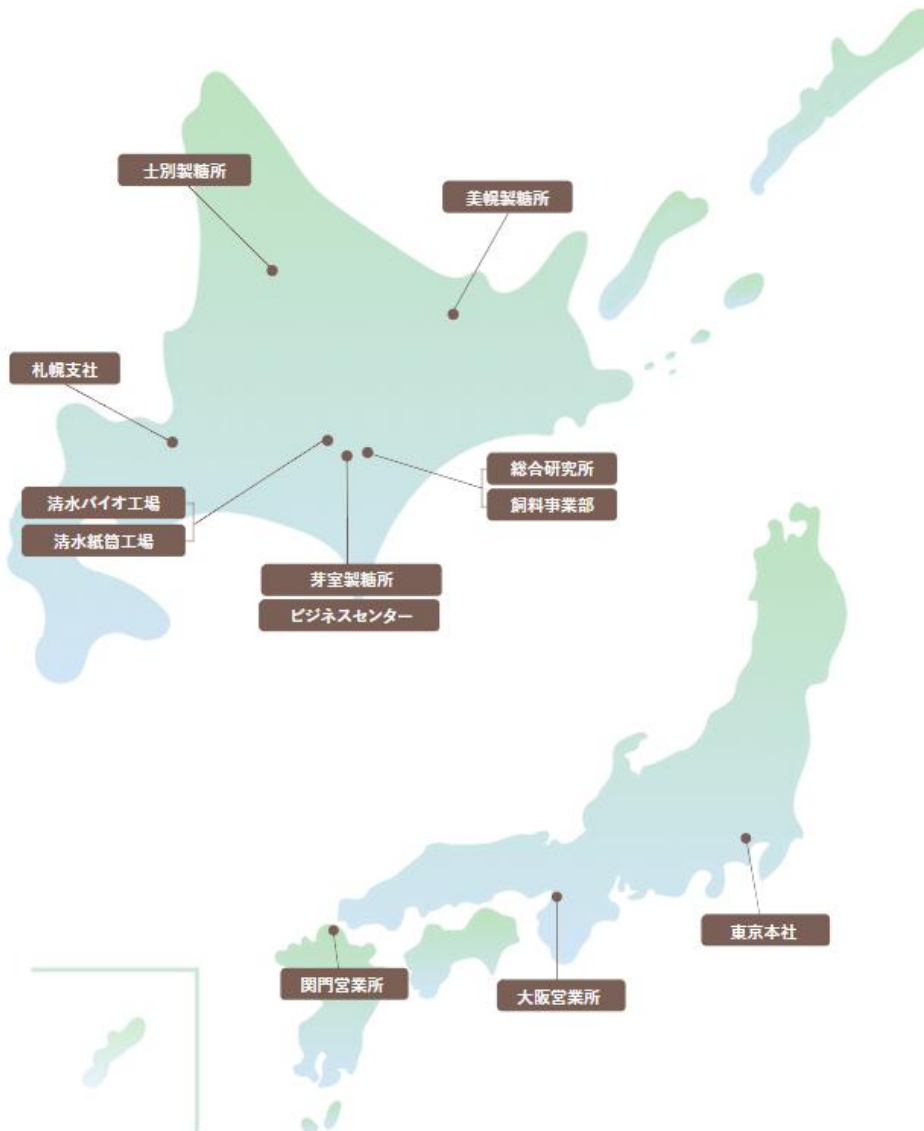 士別製糖所
美幌製糖所
札幌支社
総合研究所
飼料事業部
清水バイオ工場
清水紙筒工場
芽室製糖所
ビジネスセンター
東京本社
関門営業所
大阪営業所